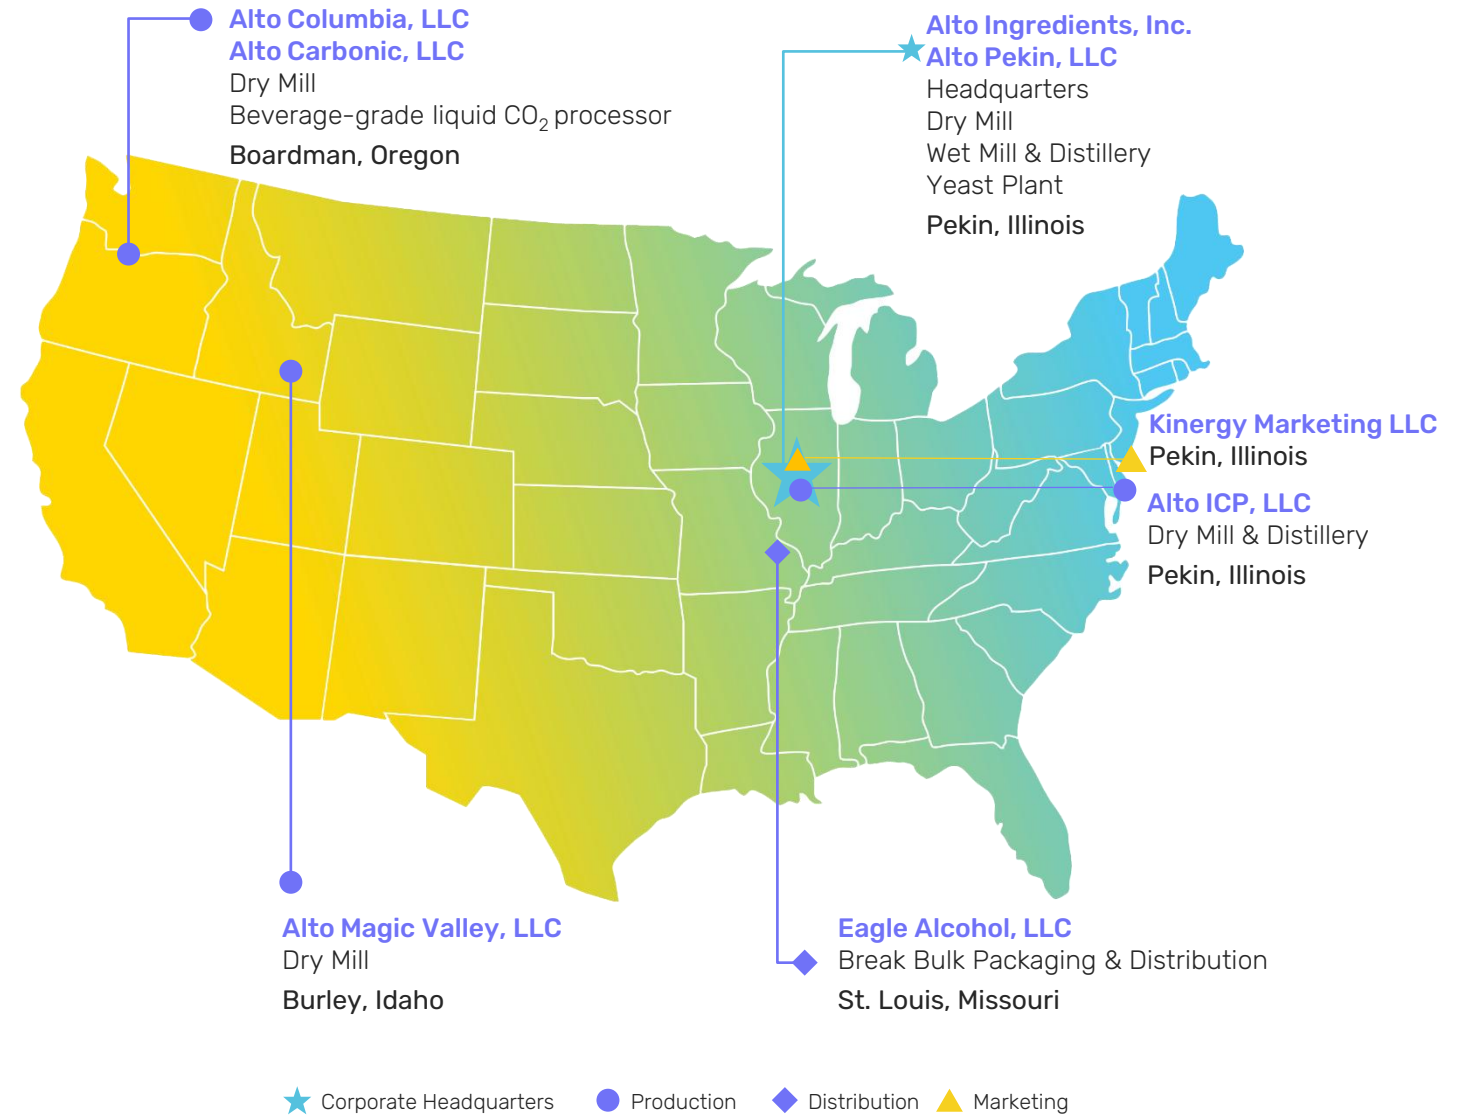 Alto Columbia, LLC
Alto Carbonic, LLC
Dry Mill
Beverage-grade liquid CO₂ processor
Boardman, Oregon
Alto Ingredients, Inc.
Alto Pekin, LLC
Headquarters
Dry Mill
Wet Mill & Distillery
Yeast Plant
Pekin, Illinois
Kinergy Marketing LLC
Pekin, Illinois
Alto ICP, LLC
Dry Mill & Distillery
Pekin, Illinois
Alto Magic Valley, LLC
Dry Mill
Burley, Idaho
Eagle Alcohol, LLC
Break Bulk Packaging & Distribution
St. Louis, Missouri
Corporate Headquarters Production Distribution Marketing